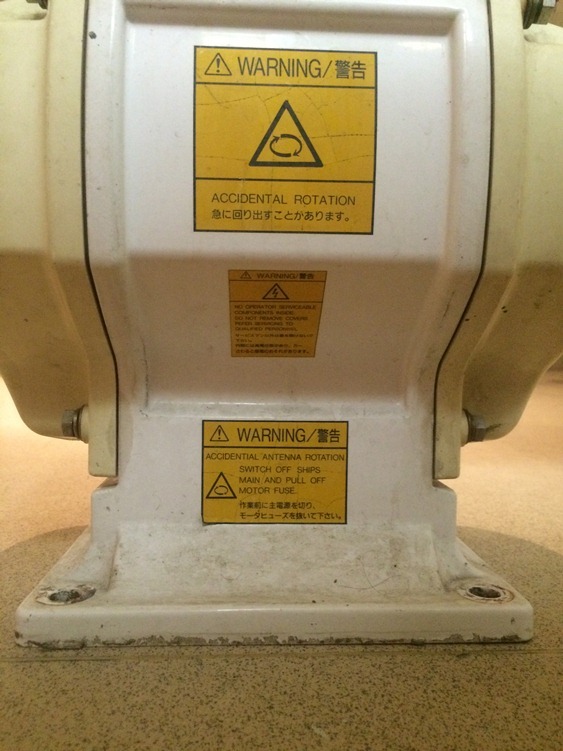 WARNING/警告
ACCIDENTAL ROTATION
急に回り出すことがあります。
WARNING/警告
NO OPERATOR SERVICEABLE
COMPONENTS INSIDE.
DO NOT REMOVE COVERS.
REFER SERVICING TO
QUALIFIED PERSONNEL.
WARNING/警告
ACCIDENTIAL ANTENNA ROTATION
SWITCH OFF SHIPS
MAIN AND PULL OFF
MOTOR FUSE.
作業前に主電源を切り,
モータヒューズを抜いて下さい。